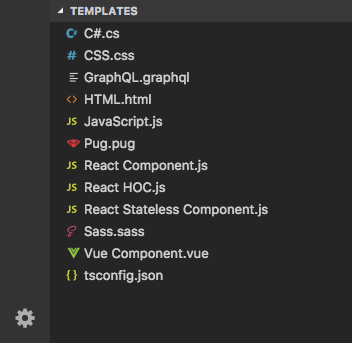 TEMPLATES
C# C#.cs
# CSS.css
GraphQL.graphql
<> HTML.html
JS JavaScript.js
Pug.pug
JS React Component.js
JS React HOC.js
JS React Stateless Component.js
Sass.sass
Vue Component.vue
{ } tsconfig.json